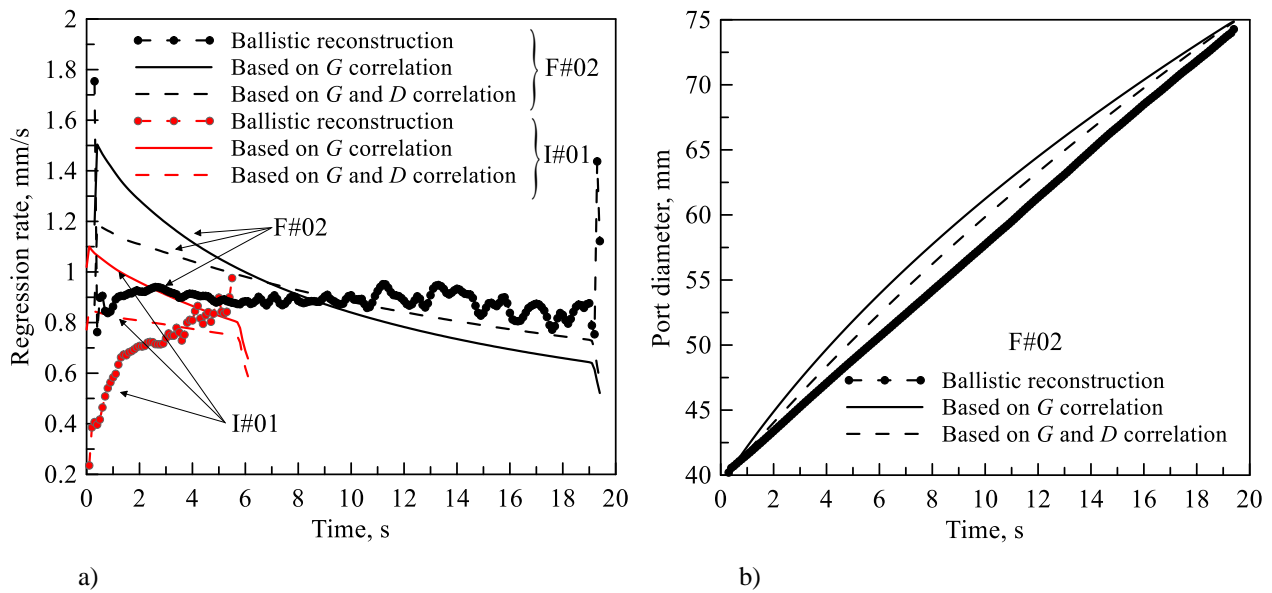 2
1.8
1.6
1.4
1.2
1
0.8
0.6
0.4
0.2
Regression rate, mm/s
Ballistic reconstruction
Based on G correlation
Based on G and D correlation
F#02
Ballistic reconstruction
Based on G correlation
Based on G and D correlation
I#01
F#02
I#01
0 2 4 6 8 10 12 14 16 18 20
Time, s
a)
75
70
65
60
55
50
45
40
Port diameter, mm
F#02
Ballistic reconstruction
Based on G correlation
Based on G and D correlation
0 2 4 6 8 10 12 14 16 18 20
Time, s
b)